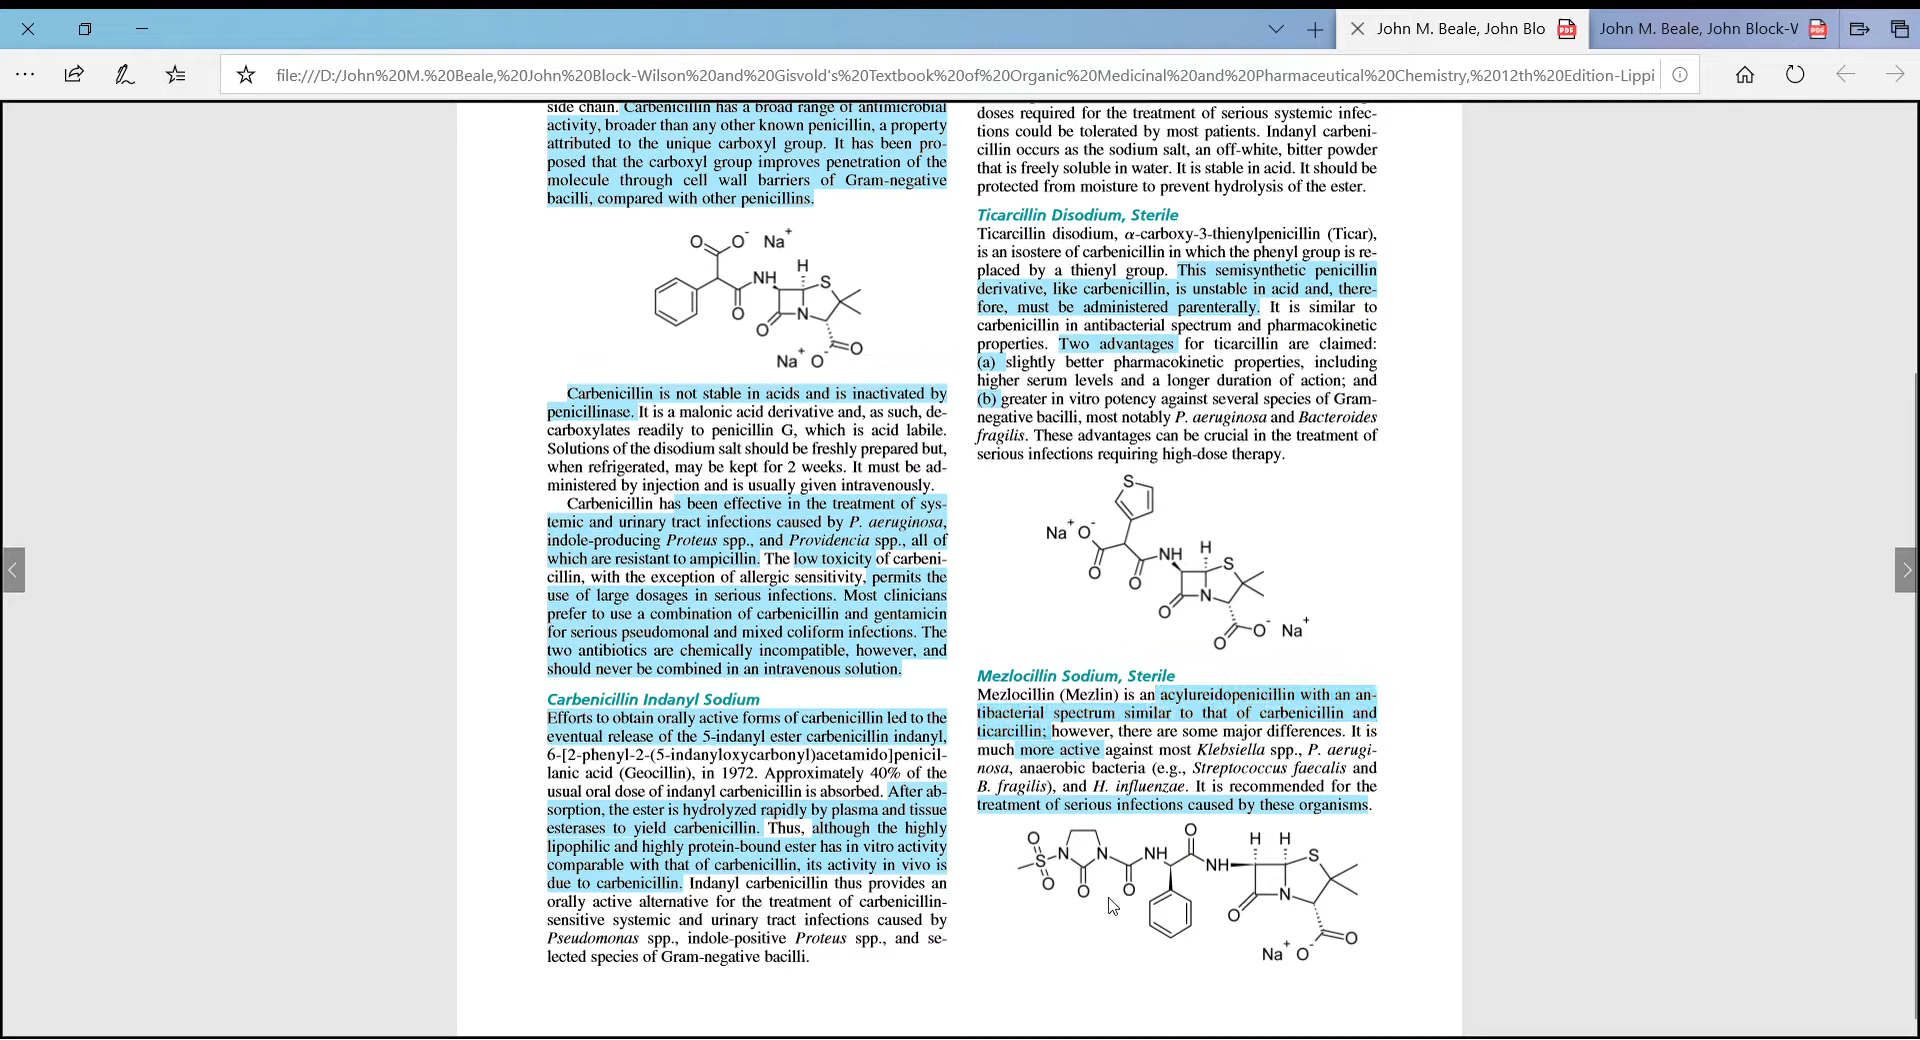 John M. Beale, John Blo
John M. Beale, John Block-V
file:///D:/John%20M.%20Beale,%20John%20Block-Wilson%20and%20Gisvold's%20Textbook%20of%20Organic%20Medicinal%20and%20Pharmaceutical%20Chemistry,%2012th%20Edition-Lippi
side chain. Carbenicillin has a broad range of antimicrobial
activity, broader than any other known penicillin, a property
attributed to the unique carboxyl group. It has been pro-
posed that the carboxyl group improves penetration of the
molecule through cell wall barriers of Gram-negative
bacilli, compared with other penicillins.
O O- Na+
H
NH S
O N
O
O
Na+ O-
Carbenicillin is not stable in acids and is inactivated by
penicillinase. It is a malonic acid derivative and, as such, de-
carboxylates readily to penicillin G, which is acid labile.
Solutions of the disodium salt should be freshly prepared but,
when refrigerated, may be kept for 2 weeks. It must be ad-
ministered by injection and is usually given intravenously.
Carbenicillin has been effective in the treatment of sys-
temic and urinary tract infections caused by P. aeruginosa,
indole-producing Proteus spp., and Providencia spp., all of
which are resistant to ampicillin. The low toxicity of carbeni-
cillin, with the exception of allergic sensitivity, permits the
use of large dosages in serious infections. Most clinicians
prefer to use a combination of carbenicillin and gentamicin
for serious pseudomonal and mixed coliform infections. The
two antibiotics are chemically incompatible, however, and
should never be combined in an intravenous solution.
Carbenicillin Indanyl Sodium
Efforts to obtain orally active forms of carbenicillin led to the
eventual release of the 5-indanyl ester carbenicillin indanyl,
6-[2-phenyl-2-(5-indanyloxycarbonyl)acetamido]penicil-
lanic acid (Geocillin), in 1972. Approximately 40% of the
usual oral dose of indanyl carbenicillin is absorbed. After ab-
sorption, the ester is hydrolyzed rapidly by plasma and tissue
esterases to yield carbenicillin. Thus, although the highly
lipophilic and highly protein-bound ester has in vitro activity
comparable with that of carbenicillin, its activity in vivo is
due to carbenicillin. Indanyl carbenicillin thus provides an
orally active alternative for the treatment of carbenicillin-
sensitive systemic and urinary tract infections caused by
Pseudomonas spp., indole-positive Proteus spp., and se-
lected species of Gram-negative bacilli.
doses required for the treatment of serious systemic infec-
tions could be tolerated by most patients. Indanyl carbeni-
cillin occurs as the sodium salt, an off-white, bitter powder
that is freely soluble in water. It is stable in acid. It should be
protected from moisture to prevent hydrolysis of the ester.
Ticarcillin Disodium, Sterile
Ticarcillin disodium, α-carboxy-3-thienylpenicillin (Ticar),
is an isostere of carbenicillin in which the phenyl group is re-
placed by a thienyl group. This semisynthetic penicillin
derivative, like carbenicillin, is unstable in acid and, there-
fore, must be administered parenterally. It is similar to
carbenicillin in antibacterial spectrum and pharmacokinetic
properties. Two advantages for ticarcillin are claimed:
(a) slightly better pharmacokinetic properties, including
higher serum levels and a longer duration of action; and
(b) greater in vitro potency against several species of Gram-
negative bacilli, most notably P. aeruginosa and Bacteroides
fragilis. These advantages can be crucial in the treatment of
serious infections requiring high-dose therapy.
S
Na+ O-
NH H S
O O
O N
O O- Na+
Mezlocillin Sodium, Sterile
Mezlocillin (Mezlin) is an acylureidopenicillin with an an-
tibacterial spectrum similar to that of carbenicillin and
ticarcillin; however, there are some major differences. It is
much more active against most Klebsiella spp., P. aerugi-
nosa, anaerobic bacteria (e.g., Streptococcus faecalis and
B. fragilis), and H. influenzae. It is recommended for the
treatment of serious infections caused by these organisms.
O O H H
S N N NH NH S
O O O
O N
O
Na+ O-